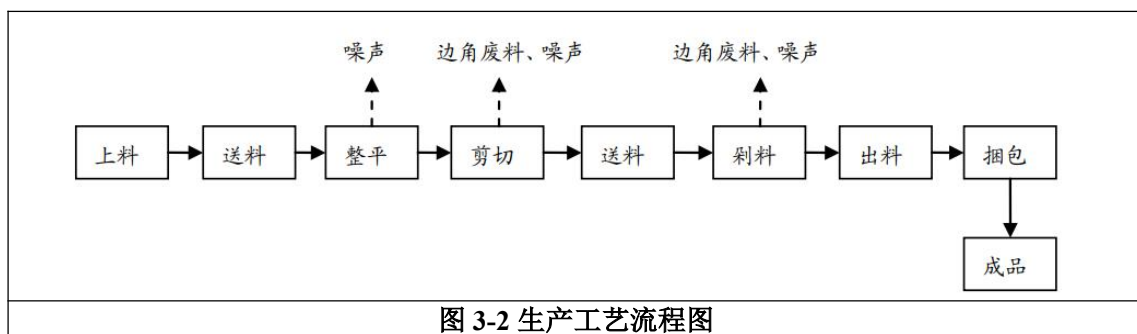 噪声 边角废料、噪声 边角废料、噪声
上料 送料 整平 剪切 送料 剁料 出料 捆包
成品
图 3-2 生产工艺流程图